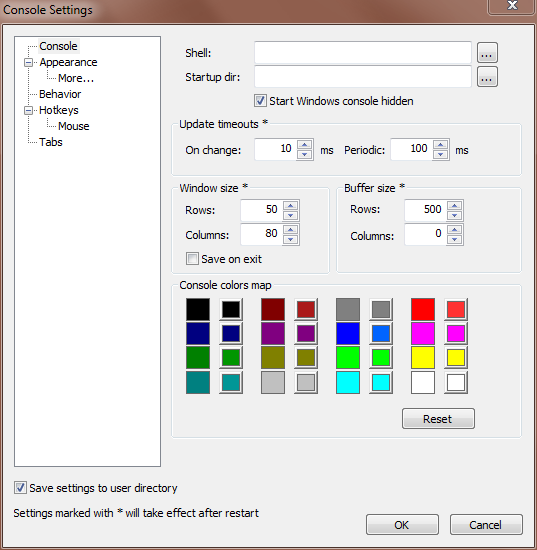 Console Settings
Console
Appearance
More...
Behavior
Hotkeys
Mouse
Tabs
Shell:
...
Startup dir:
...
Start Windows console hidden
Update timeouts *
On change: 10 ms Periodic: 100 ms
Window size *
Rows: 50
Columns: 80
Save on exit
Buffer size *
Rows: 500
Columns: 0
Console colors map
Reset
Save settings to user directory
Settings marked with * will take effect after restart
OK
Cancel